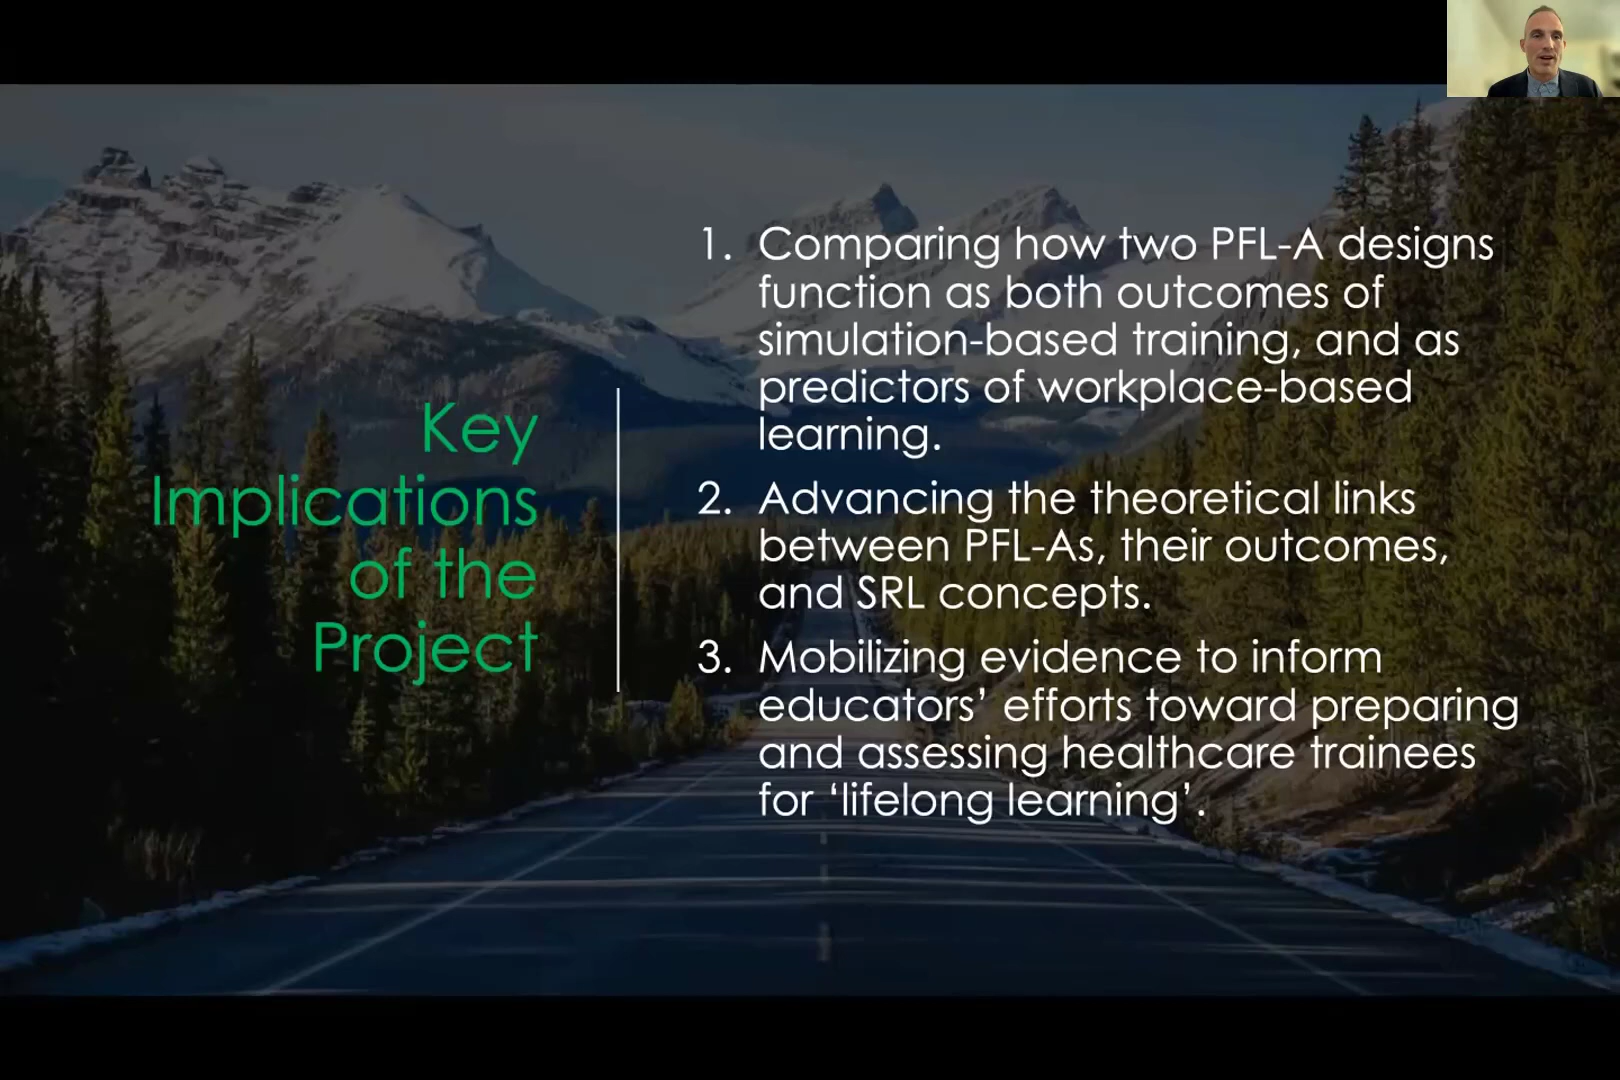 Key
Implications
of the
Project
1. Comparing how two PFL-A designs
function as both outcomes of
simulation-based training, and as
predictors of workplace-based
learning.
2. Advancing the theoretical links
between PFL-As, their outcomes,
and SRL concepts.
3. Mobilizing evidence to inform
educators’ efforts toward preparing
and assessing healthcare trainees
for ‘lifelong learning’.